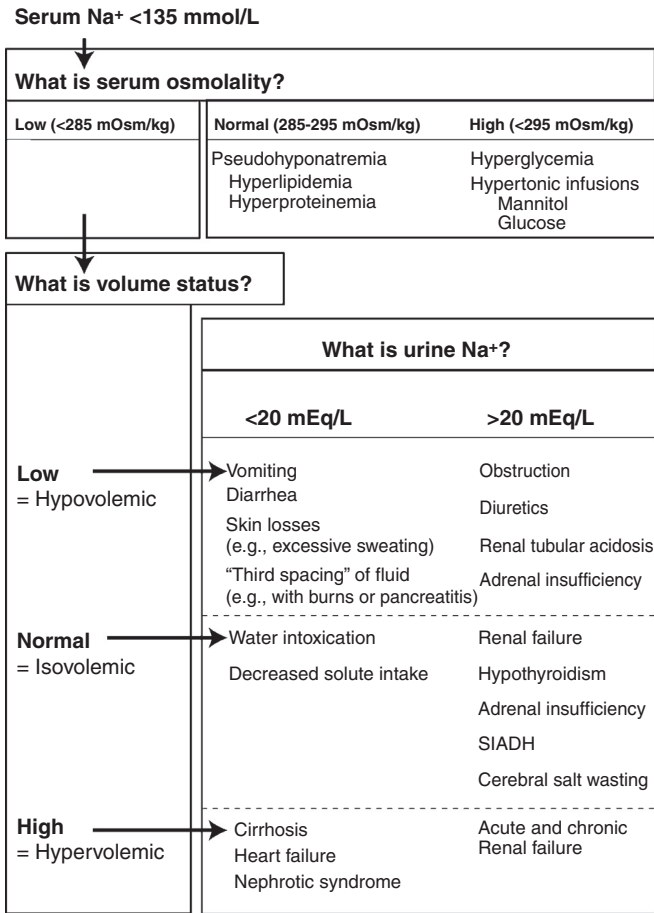 Serum Na+ <135 mmol/L
What is serum osmolality?
Low (<285 mOsm/kg)
Normal (285-295 mOsm/kg)
High (<295 mOsm/kg)
Pseudohyponatremia
Hyperlipidemia
Hyperproteinemia
Hyperglycemia
Hypertonic infusions
Mannitol
Glucose
What is volume status?
What is urine Na+?
<20 mEq/L
>20 mEq/L
Low
= Hypovolemic
Vomiting
Diarrhea
Skin losses
(e.g., excessive sweating)
“Third spacing” of fluid
(e.g., with burns or pancreatitis)
Obstruction
Diuretics
Renal tubular acidosis
Adrenal insufficiency
Normal
= Isovolemic
Water intoxication
Decreased solute intake
Renal failure
Hypothyroidism
Adrenal insufficiency
SIADH
Cerebral salt wasting
High
= Hypervolemic
Cirrhosis
Heart failure
Nephrotic syndrome
Acute and chronic
Renal failure